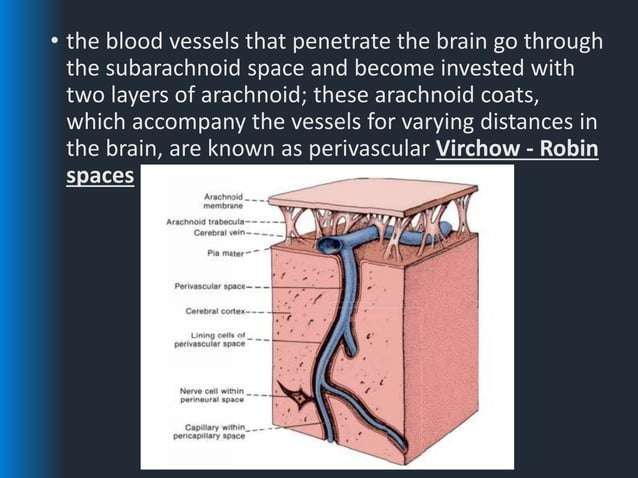 • the blood vessels that penetrate the brain go through
the subarachnoid space and become invested with
two layers of arachnoid; these arachnoid coats,
which accompany the vessels for varying distances in
the brain, are known as perivascular Virchow - Robin
spaces
Arachnoid
membrane
Arachnoid trabecula
Cerebral vein
Pia mater
Perivascular space
Cerebral cortex
Lining cells of
perivascular space
Nerve cell within
perineural space
Capillary within
pericapillary space